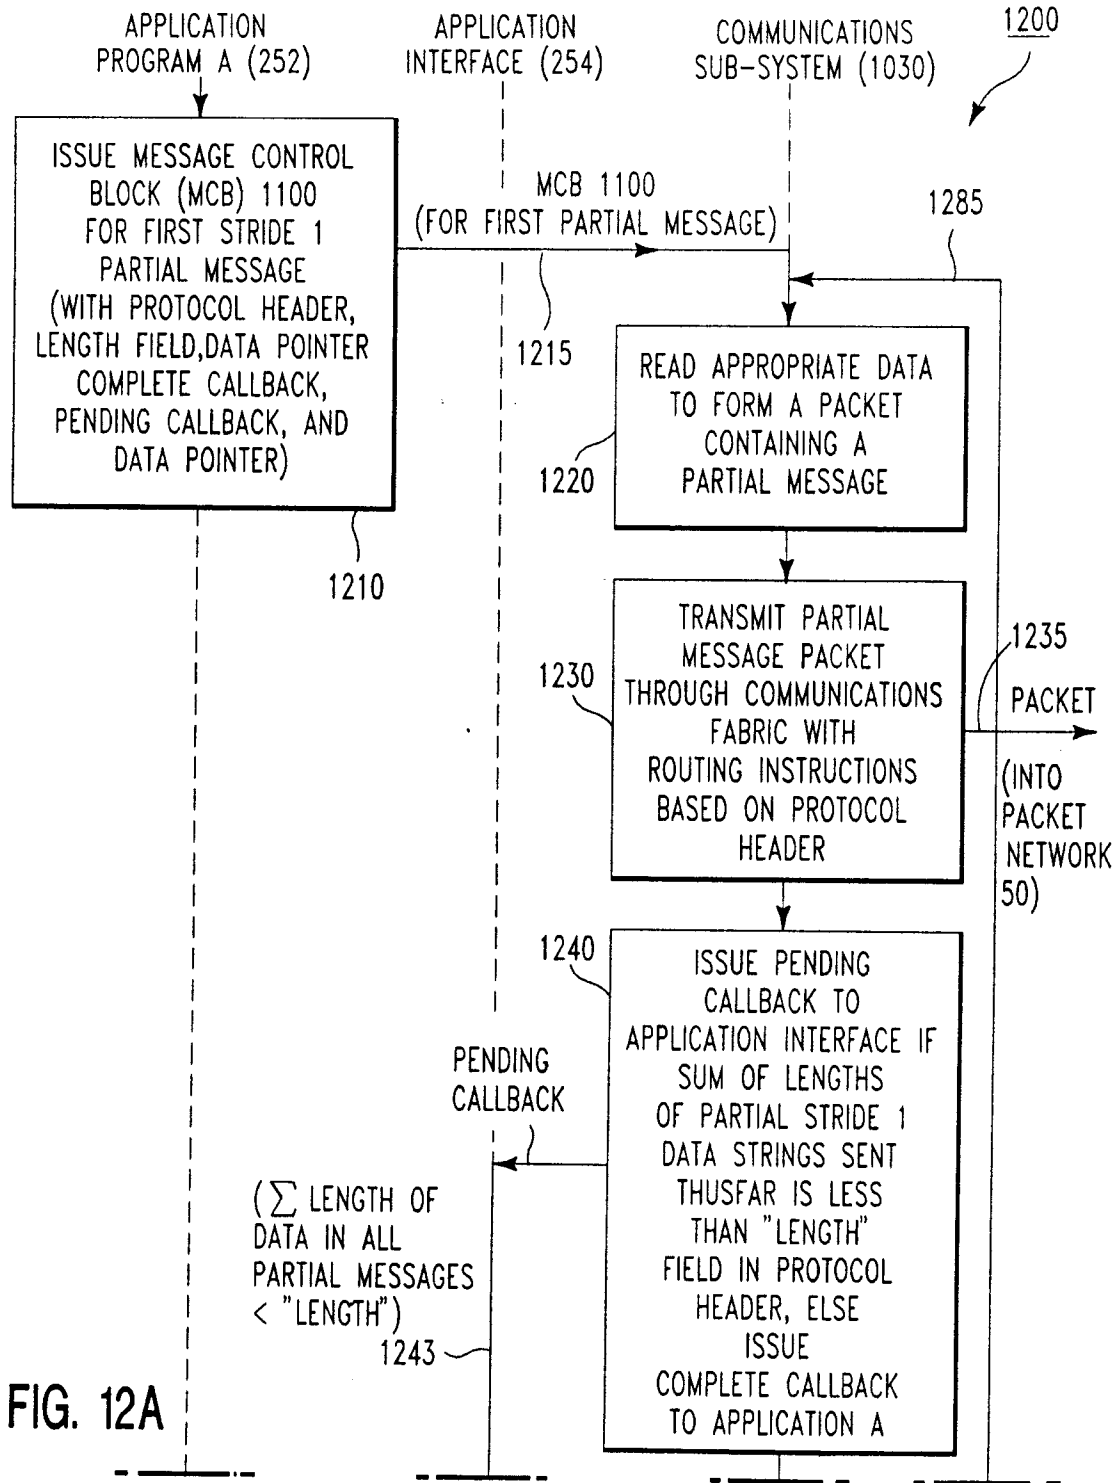 APPLICATION
PROGRAM A (252)
APPLICATION
INTERFACE (254)
COMMUNICATIONS
SUB-SYSTEM (1030)
1200
ISSUE MESSAGE CONTROL
BLOCK (MCB) 1100
FOR FIRST STRIDE 1
PARTIAL MESSAGE
(WITH PROTOCOL HEADER,
LENGTH FIELD,DATA POINTER
COMPLETE CALLBACK,
PENDING CALLBACK, AND
DATA POINTER)
1210
MCB 1100
(FOR FIRST PARTIAL MESSAGE)
1215
1285
READ APPROPRIATE DATA
TO FORM A PACKET
CONTAINING A
PARTIAL MESSAGE
1220
TRANSMIT PARTIAL
MESSAGE PACKET
THROUGH COMMUNICATIONS
FABRIC WITH
ROUTING INSTRUCTIONS
BASED ON PROTOCOL
HEADER
1230
1235
PACKET
(INTO
PACKET
NETWORK
50)
1240
ISSUE PENDING
CALLBACK TO
APPLICATION INTERFACE IF
SUM OF LENGTHS
OF PARTIAL STRIDE 1
DATA STRINGS SENT
THUSFAR IS LESS
THAN "LENGTH"
FIELD IN PROTOCOL
HEADER, ELSE
ISSUE
COMPLETE CALLBACK
TO APPLICATION A
PENDING
CALLBACK
(∑ LENGTH OF
DATA IN ALL
PARTIAL MESSAGES
< "LENGTH")
1243
FIG. 12A